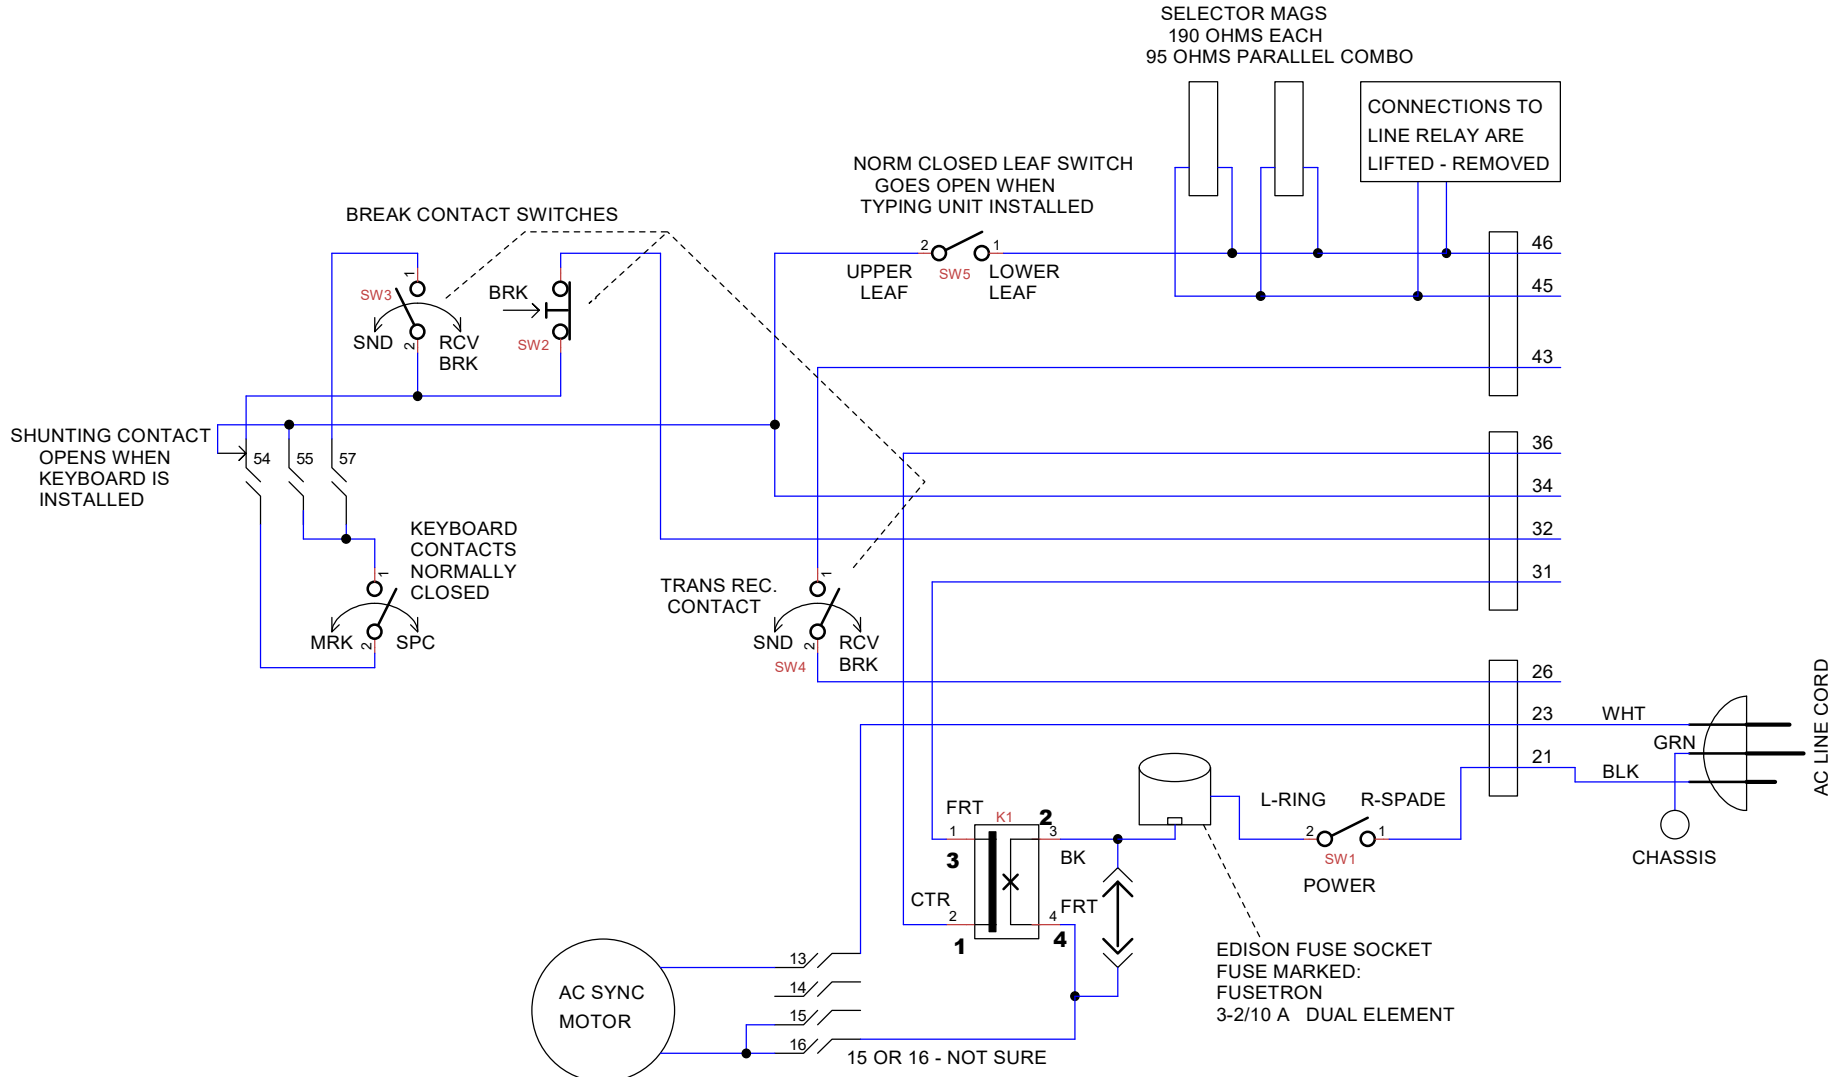 SELECTOR MAGS
190 OHMS EACH
95 OHMS PARALLEL COMBO
CONNECTIONS TO
LINE RELAY ARE
LIFTED - REMOVED
NORM CLOSED LEAF SWITCH
GOES OPEN WHEN
TYPING UNIT INSTALLED
BREAK CONTACT SWITCHES
2
1
SW5
UPPER
LEAF
LOWER
LEAF
46
45
43
1
SW3
2
SND
RCV
BRK
BRK
SW2
SHUNTING CONTACT
OPENS WHEN
KEYBOARD IS
INSTALLED
54
55
57
KEYBOARD
CONTACTS
NORMALLY
CLOSED
1
2
MRK
SPC
TRANS REC.
CONTACT
1
2
SND
RCV
BRK
SW4
36
34
32
31
26
23
21
WHT
GRN
BLK
AC LINE CORD
CHASSIS
L-RING
R-SPADE
2
1
SW1
POWER
FRT
K1
2
1
3
3
BK
CTR
2
1
FRT
4
4
EDISON FUSE SOCKET
FUSE MARKED:
FUSETRON
3-2/10 A DUAL ELEMENT
AC SYNC
MOTOR
13
14
15
16
15 OR 16 - NOT SURE